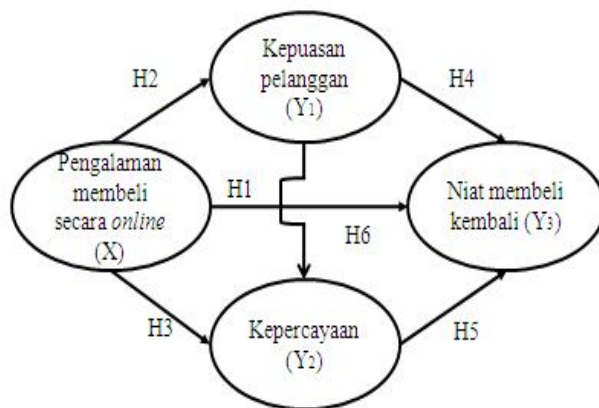 Kepuasan
pelanggan
(Y1)
H2
H4
Pengalaman
membeli
secara online
(X)
H1
Niat membeli
kembali (Y3)
H6
H3
Kepercayaan
(Y2)
H5